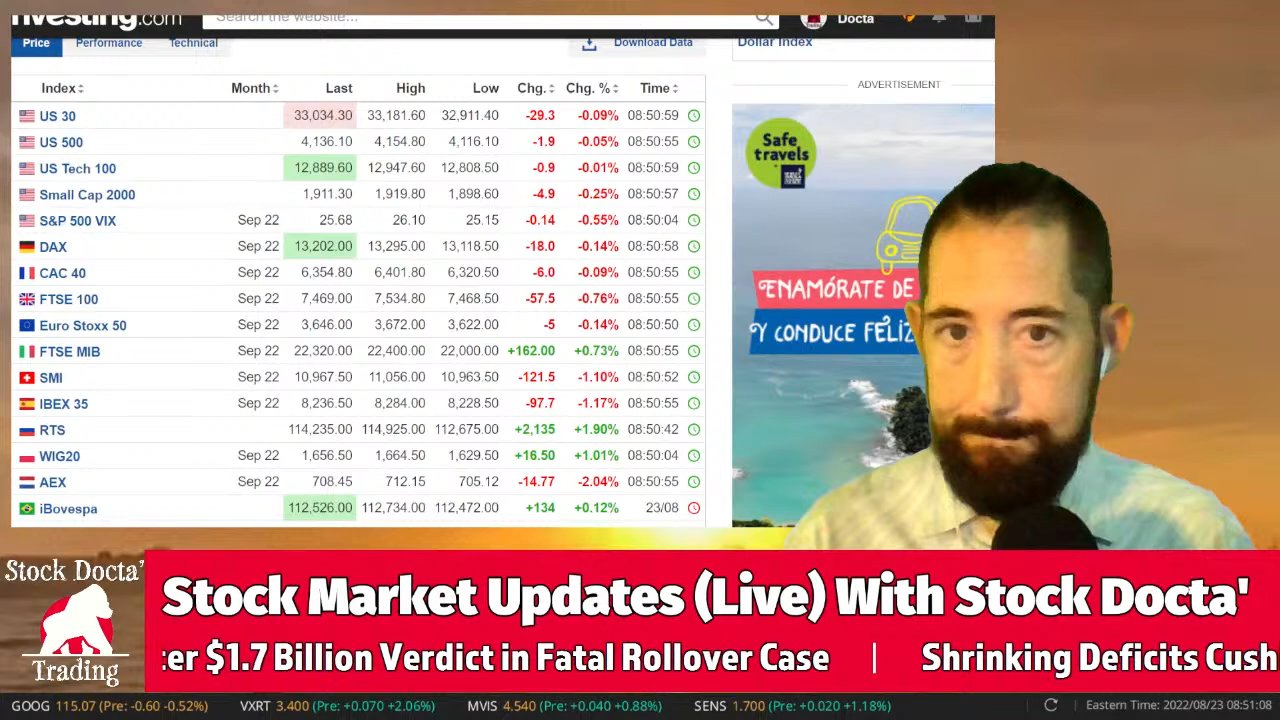 Investing.com
Search the website...
Docta
Price Performance Technical
Download Data
Dollar Index
ADVERTISEMENT
Index Month Last High Low Chg. Chg. % Time
US 30 33,034.30 33,181.60 32,911.40 -29.3 -0.09% 08:50:59
US 500 4,136.10 4,154.80 4,116.10 -1.9 -0.05% 08:50:55
US Tech 100 12,889.60 12,947.60 12,808.50 -0.9 -0.01% 08:50:59
Small Cap 2000 1,911.30 1,919.80 1,898.60 -4.9 -0.25% 08:50:57
S&P 500 VIX Sep 22 25.68 26.10 25.15 -0.14 -0.55% 08:50:04
DAX Sep 22 13,202.00 13,295.00 13,118.50 -18.0 -0.14% 08:50:58
CAC 40 Sep 22 6,354.80 6,401.80 6,320.50 -6.0 -0.09% 08:50:55
FTSE 100 Sep 22 7,469.00 7,534.80 7,468.50 -57.5 -0.76% 08:50:55
Euro Stoxx 50 Sep 22 3,646.00 3,672.00 3,622.00 -5 -0.14% 08:50:50
FTSE MIB Sep 22 22,320.00 22,400.00 22,000.00 +162.00 +0.73% 08:50:55
SMI Sep 22 10,967.50 11,056.00 10,963.50 -121.5 -1.10% 08:50:52
IBEX 35 Sep 22 8,236.50 8,284.00 8,228.50 -97.7 -1.17% 08:50:55
RTS 114,235.00 114,925.00 112,675.00 +2,135 +1.90% 08:50:42
WIG20 Sep 22 1,656.50 1,664.50 1,629.50 +16.50 +1.01% 08:50:04
AEX Sep 22 708.45 712.15 705.12 -14.77 -2.04% 08:50:55
iBovespa 112,526.00 112,734.00 112,472.00 +134 +0.12% 23/08
Safe
travels
ENAMÓRATE DE
Y CONDUCE FELIZ
Stock Docta'
Trading
Stock Market Updates (Live) With Stock Docta'
er $1.7 Billion Verdict in Fatal Rollover Case | Shrinking Deficits Cush
GOOG 115.07 (Pre: -0.60 -0.52%) VXRT 3.400 (Pre: +0.070 +2.06%) MVIS 4.540 (Pre: +0.040 +0.88%) SENS 1.700 (Pre: +0.020 +1.18%) Eastern Time: 2022/08/23 08:51:08